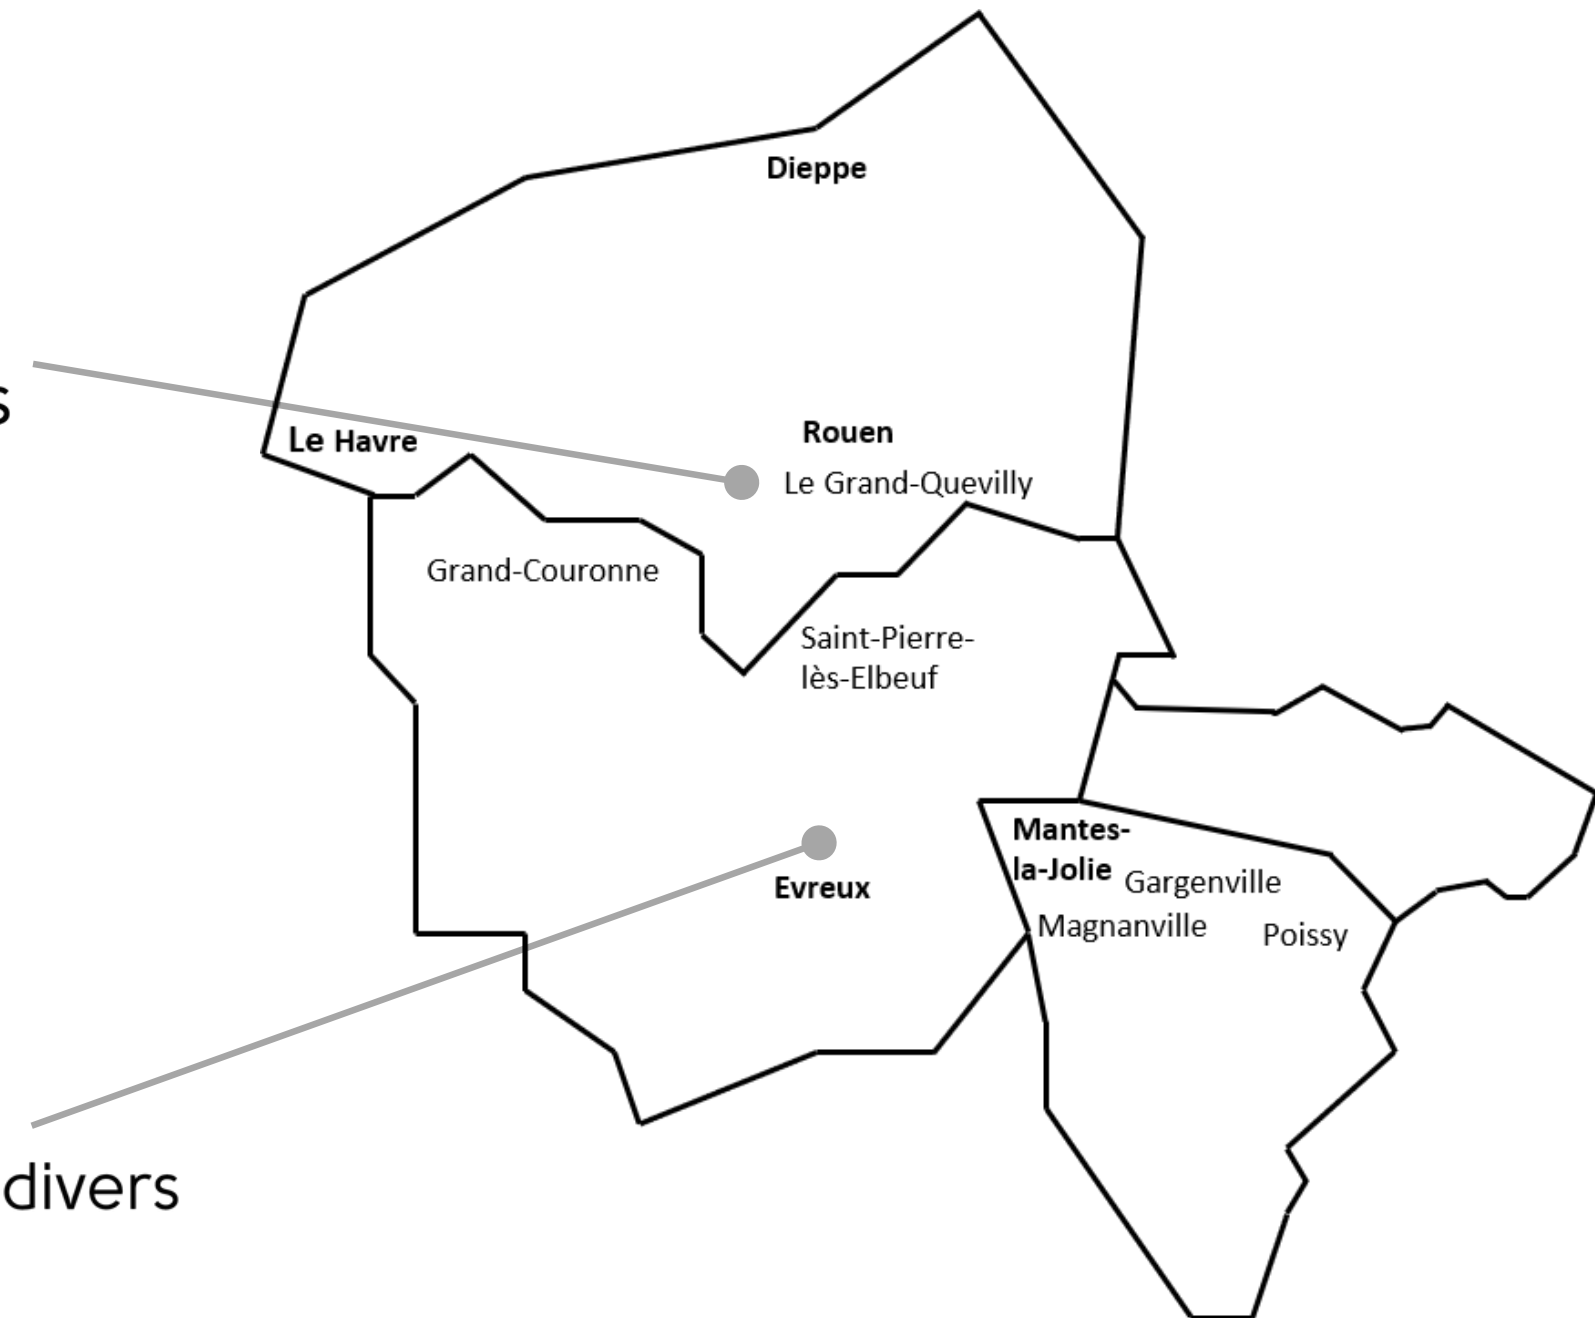 Dieppe
s
Le Havre
Rouen
Le Grand-Quevilly
Grand-Couronne
Saint-Pierre-
lès-Elbeuf
Mantes-
la-Jolie
Gargenville
Evreux
Magnanville
Poissy
divers